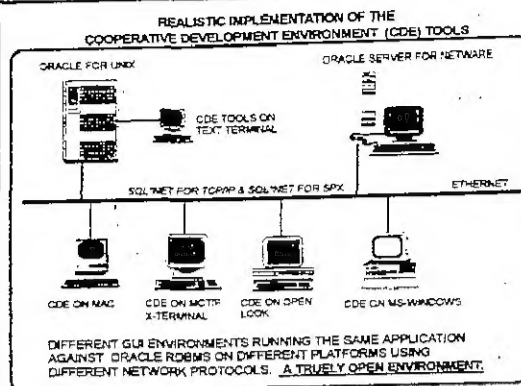 REALISTIC IMPLEMENTATION OF THE
COOPERATIVE DEVELOPMENT ENVIRONMENT (CDE) TOOLS
ORACLE FOR UNIX
ORACLE SERVER FOR NETWARE
CDE TOOLS ON
TEXT TERMINAL
SQL*NET FOR TCP/IP & SQL*NET FOR SPX
ETHERNET
CDE ON MAC
CDE ON MOTIF
X-TERMINAL
CDE ON OPEN
LOOK
CDE ON MS-WINDOWS
DIFFERENT GUI ENVIRONMENTS RUNNING THE SAME APPLICATION
AGAINST ORACLE RDBMS ON DIFFERENT PLATFORMS USING
DIFFERENT NETWORK PROTOCOLS. A TRUELY OPEN ENVIRONMENT.